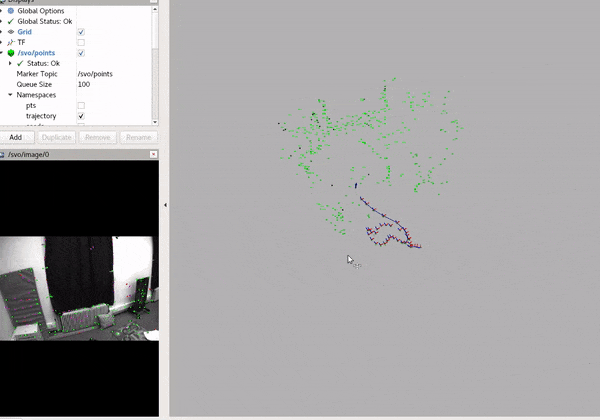 Displays
Global Options
Global Status: Ok
Grid
TF
/svo/points
Status: Ok
Marker Topic /svo/points
Queue Size 100
Namespaces
pts
trajectory
Add Duplicate Remove Rename
/svo/image/0